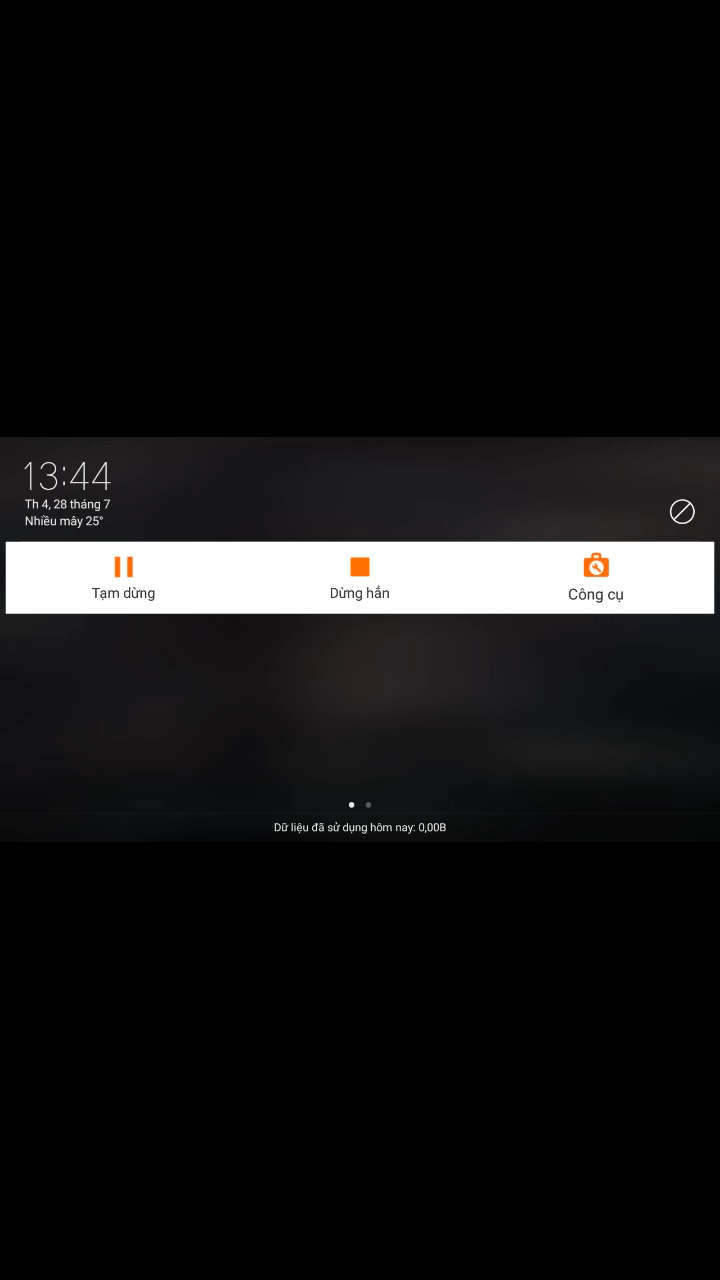 13:44
Th 4, 28 tháng 7
Nhiều mây 25°
Tạm dừng
Dừng hẳn
Công cụ
Dữ liệu đã sử dụng hôm nay: 0,00B